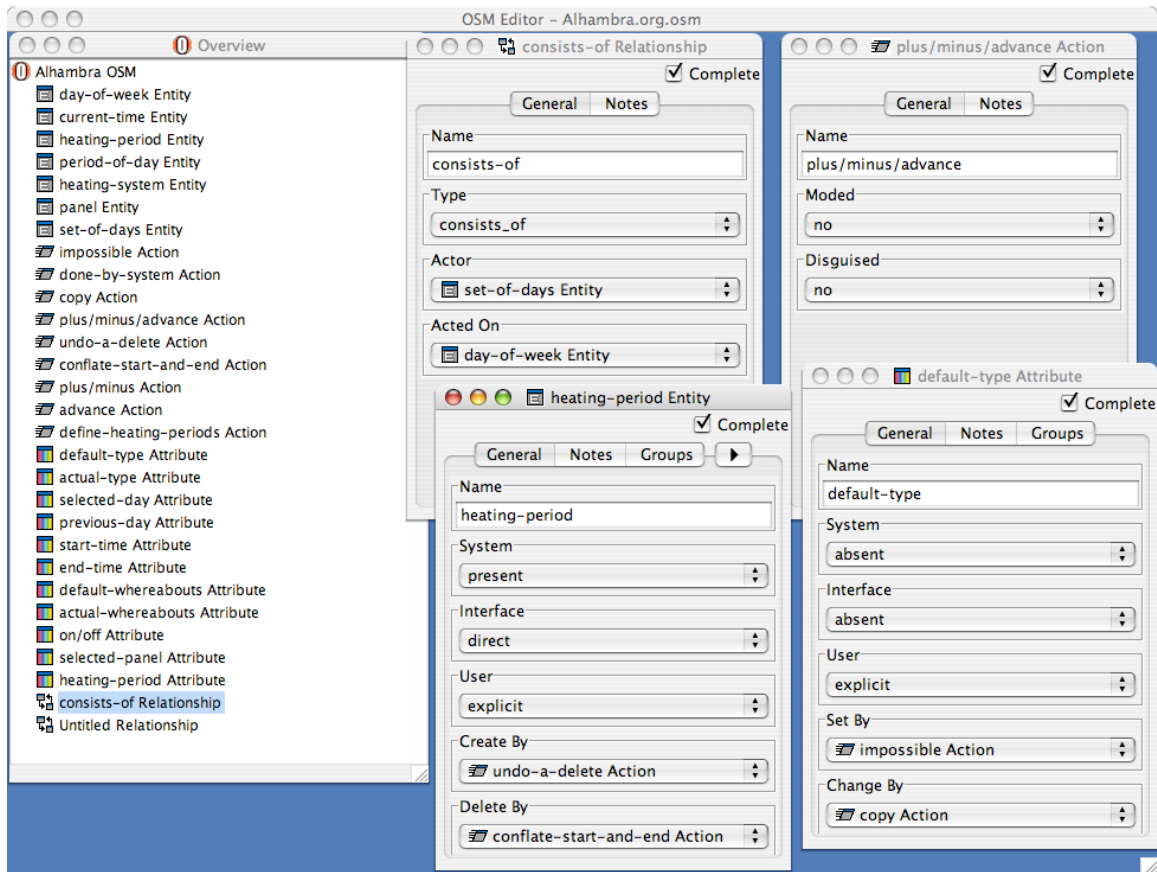 OSM Editor – Alhambra.org.osm
Overview
Alhambra OSM
day-of-week Entity
current-time Entity
heating-period Entity
period-of-day Entity
heating-system Entity
panel Entity
set-of-days Entity
impossible Action
done-by-system Action
copy Action
plus/minus/advance Action
undo-a-delete Action
conflate-start-and-end Action
plus/minus Action
advance Action
define-heating-periods Action
default-type Attribute
actual-type Attribute
selected-day Attribute
previous-day Attribute
start-time Attribute
end-time Attribute
default-whereabouts Attribute
actual-whereabouts Attribute
on/off Attribute
selected-panel Attribute
heating-period Attribute
consists-of Relationship
Untitled Relationship
consists-of Relationship
Complete
General Notes
Name
consists-of
Type
consists_of
Actor
set-of-days Entity
Acted On
day-of-week Entity
plus/minus/advance Action
Complete
General Notes
Name
plus/minus/advance
Moded
no
Disguised
no
heating-period Entity
Complete
General Notes Groups
Name
heating-period
System
present
Interface
direct
User
explicit
Create By
undo-a-delete Action
Delete By
conflate-start-and-end Action
default-type Attribute
Complete
General Notes Groups
Name
default-type
System
absent
Interface
absent
User
explicit
Set By
impossible Action
Change By
copy Action